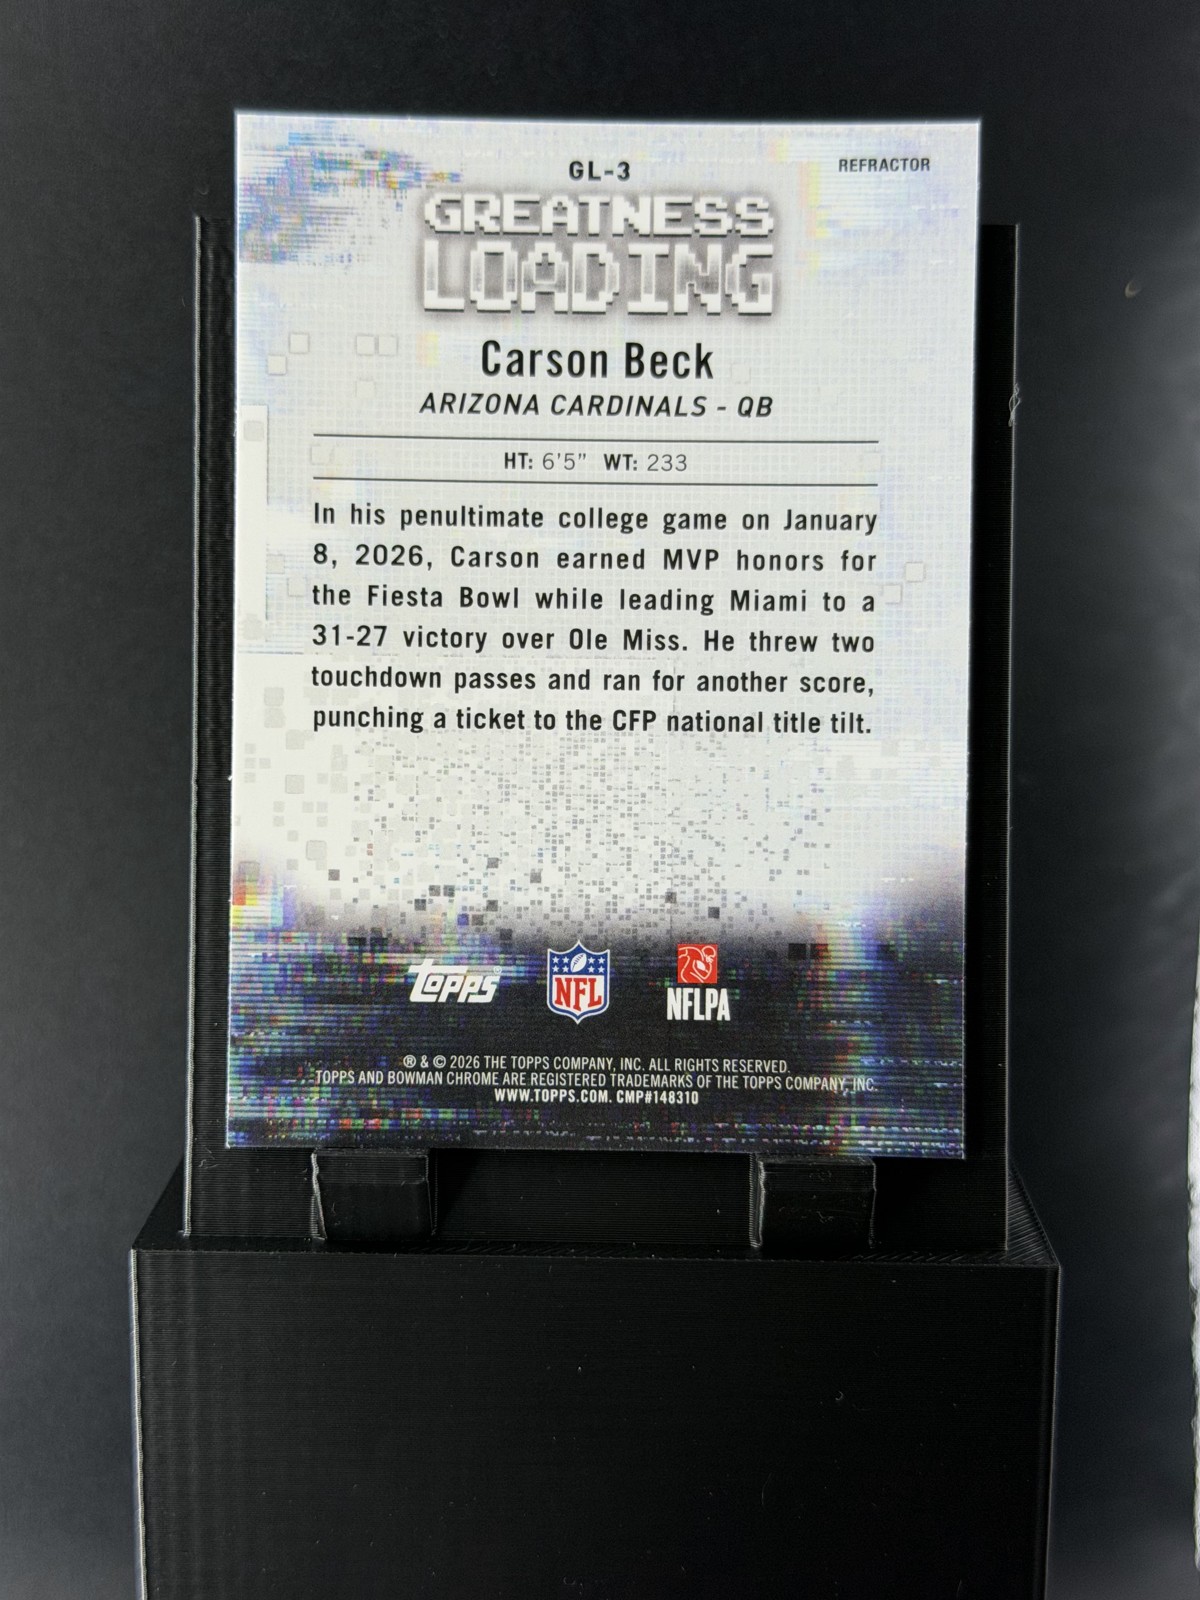 GL-3
REFRACTOR
GREATNESS
LOADING
Carson Beck
ARIZONA CARDINALS - QB
HT: 6'5" WT: 233
In his penultimate college game on January
8, 2026, Carson earned MVP honors for
the Fiesta Bowl while leading Miami to a
31-27 victory over Ole Miss. He threw two
touchdown passes and ran for another score,
punching a ticket to the CFP national title tilt.
Topps®
NFL
NFLPA
® & © 2026 THE TOPPS COMPANY, INC. ALL RIGHTS RESERVED.
TOPPS AND BOWMAN CHROME ARE REGISTERED TRADEMARKS OF THE TOPPS COMPANY, INC.
WWW.TOPPS.COM. CMP#148310